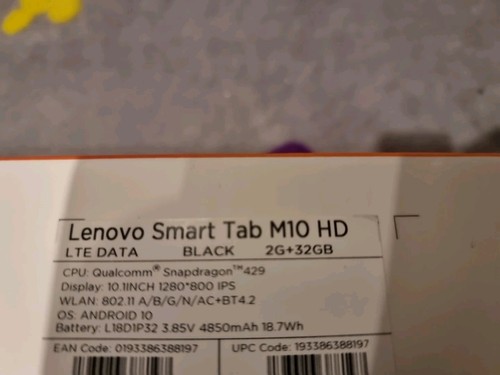 Lenovo Smart Tab M10 HD
LTE DATA BLACK 2G+32GB
CPU: Qualcomm® Snapdragon™429
Display: 10.1INCH 1280*800 IPS
WLAN: 802.11 A/B/G/N/AC+BT4.2
OS: ANDROID 10
Battery: L18D1P32 3.85V 4850mAh 18.7Wh
EAN Code: 0193386388197 UPC Code: 193386388197